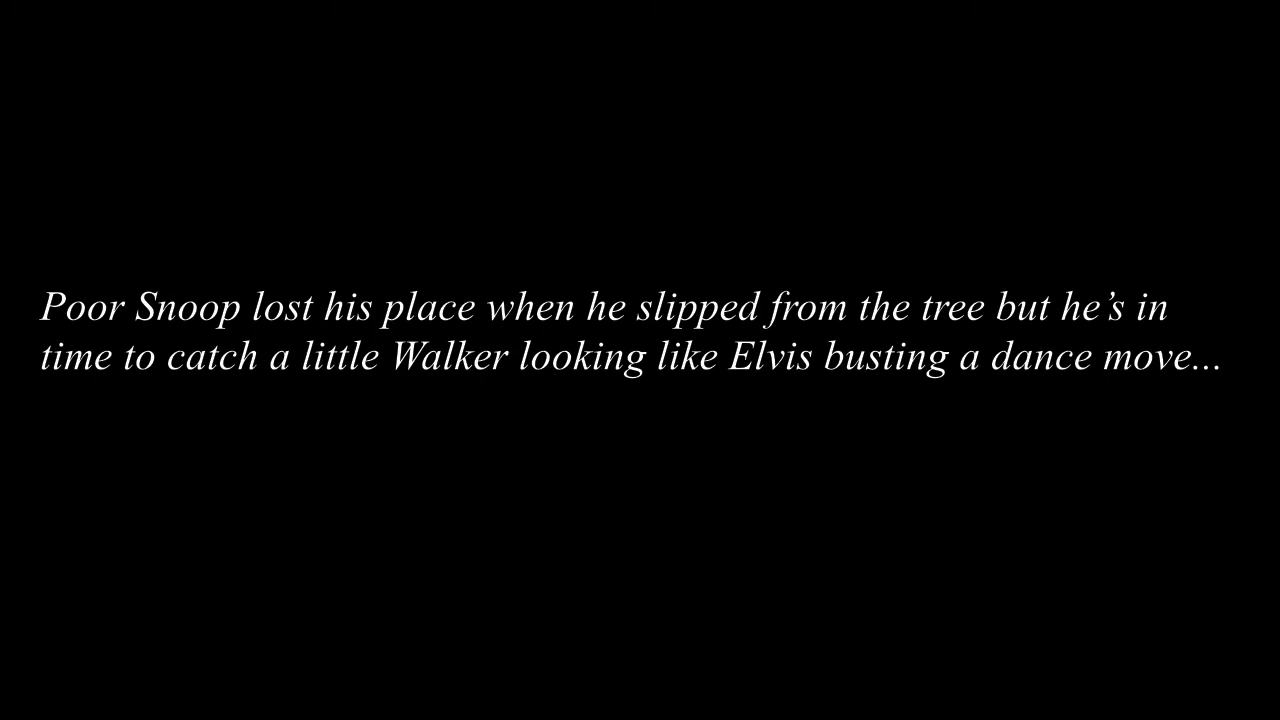 Poor Snoop lost his place when he slipped from the tree but he’s in
time to catch a little Walker looking like Elvis busting a dance move...